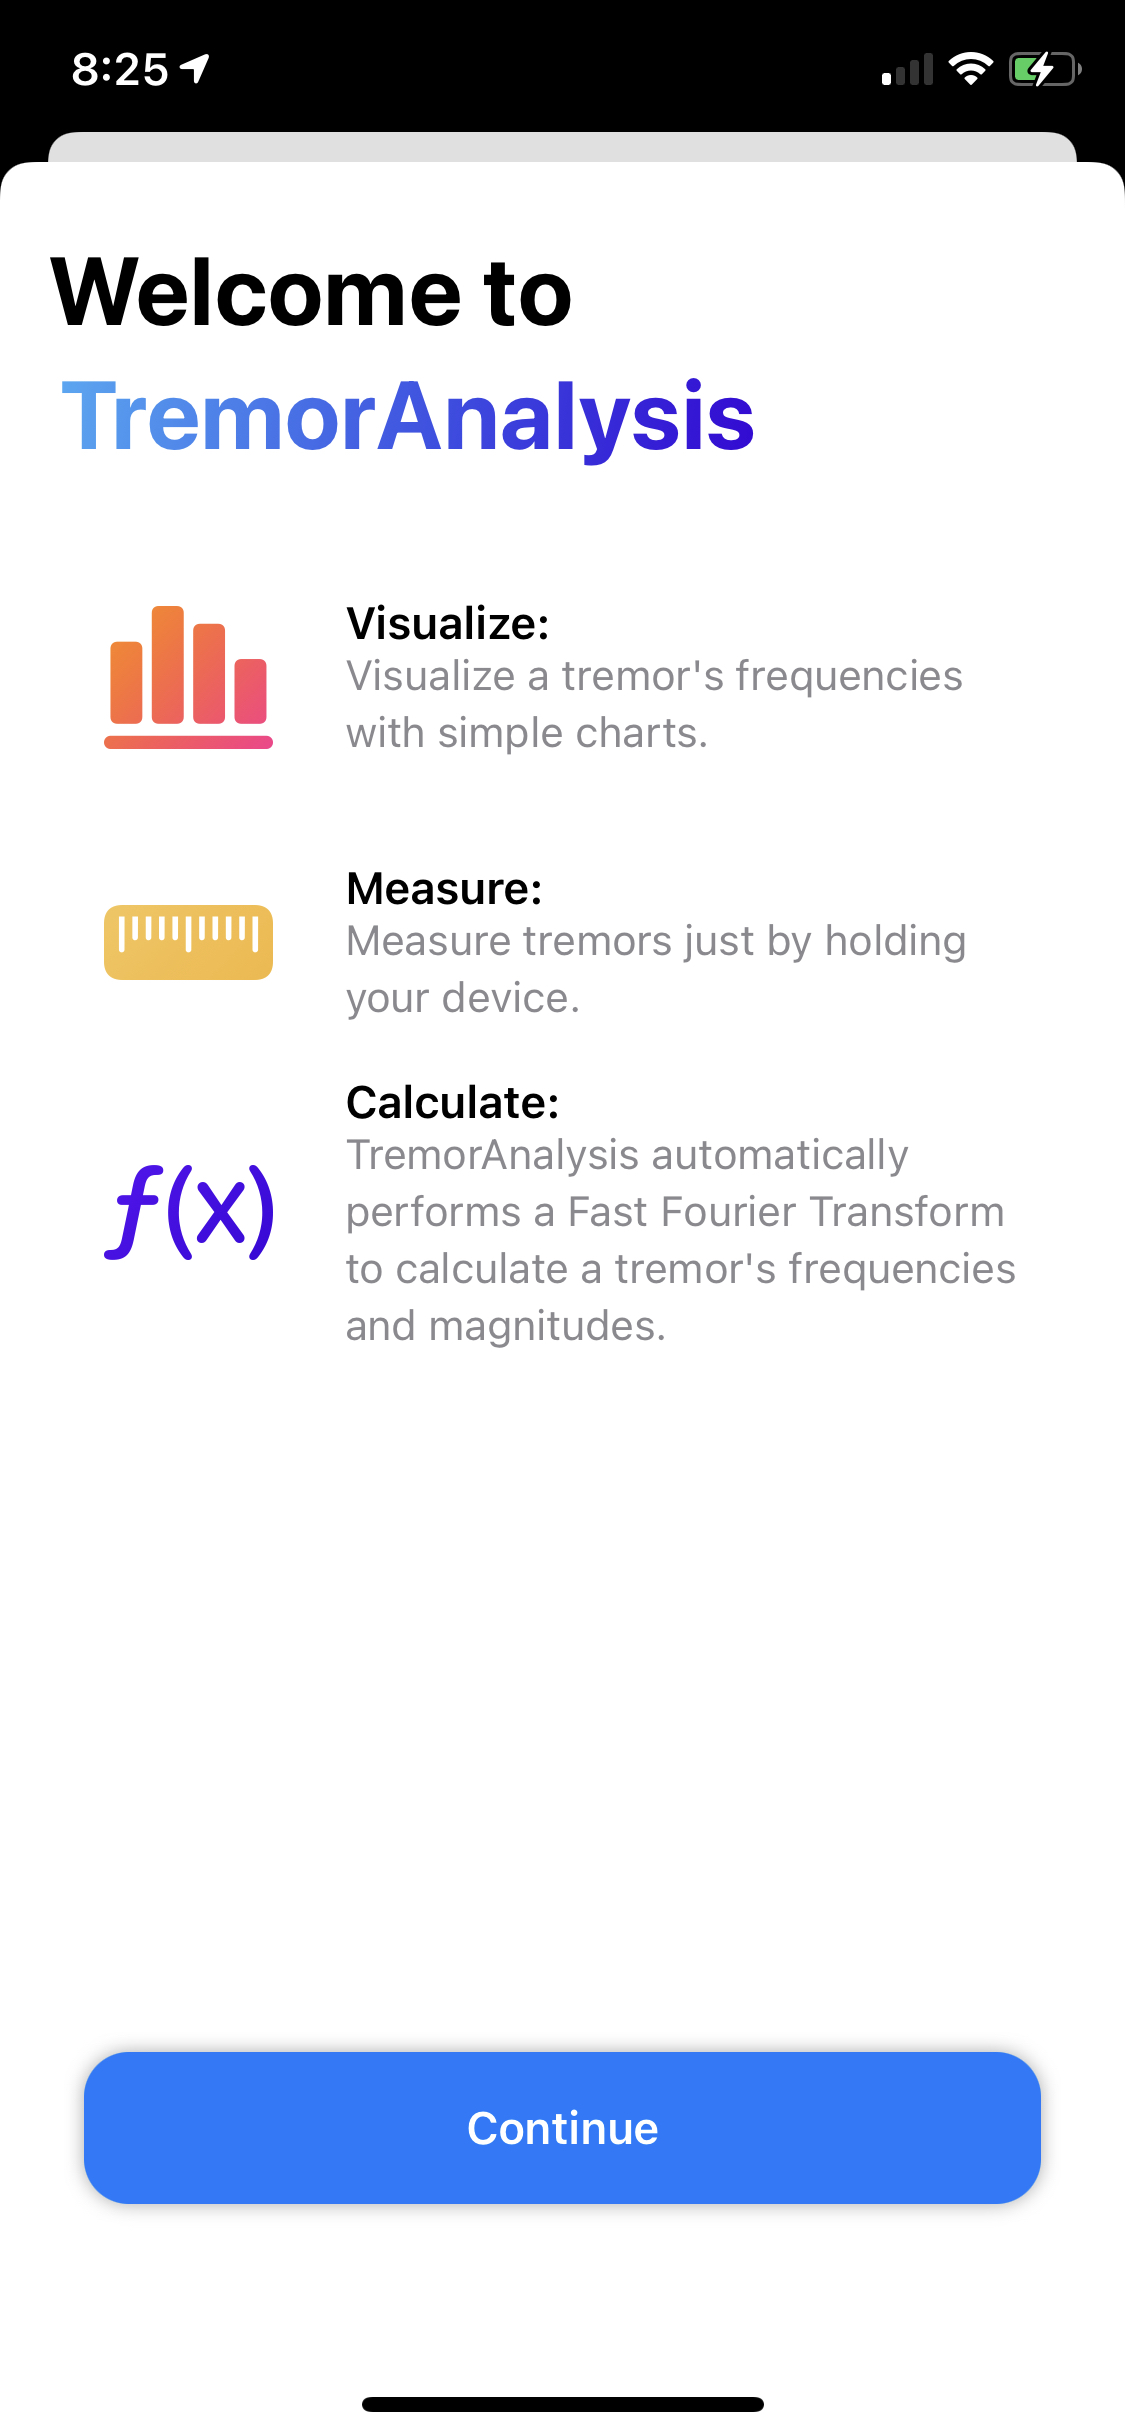 8:25
Welcome to
TremorAnalysis
Visualize:
Visualize a tremor's frequencies
with simple charts.
Measure:
Measure tremors just by holding
your device.
f(x)
Calculate:
TremorAnalysis automatically
performs a Fast Fourier Transform
to calculate a tremor's frequencies
and magnitudes.
Continue